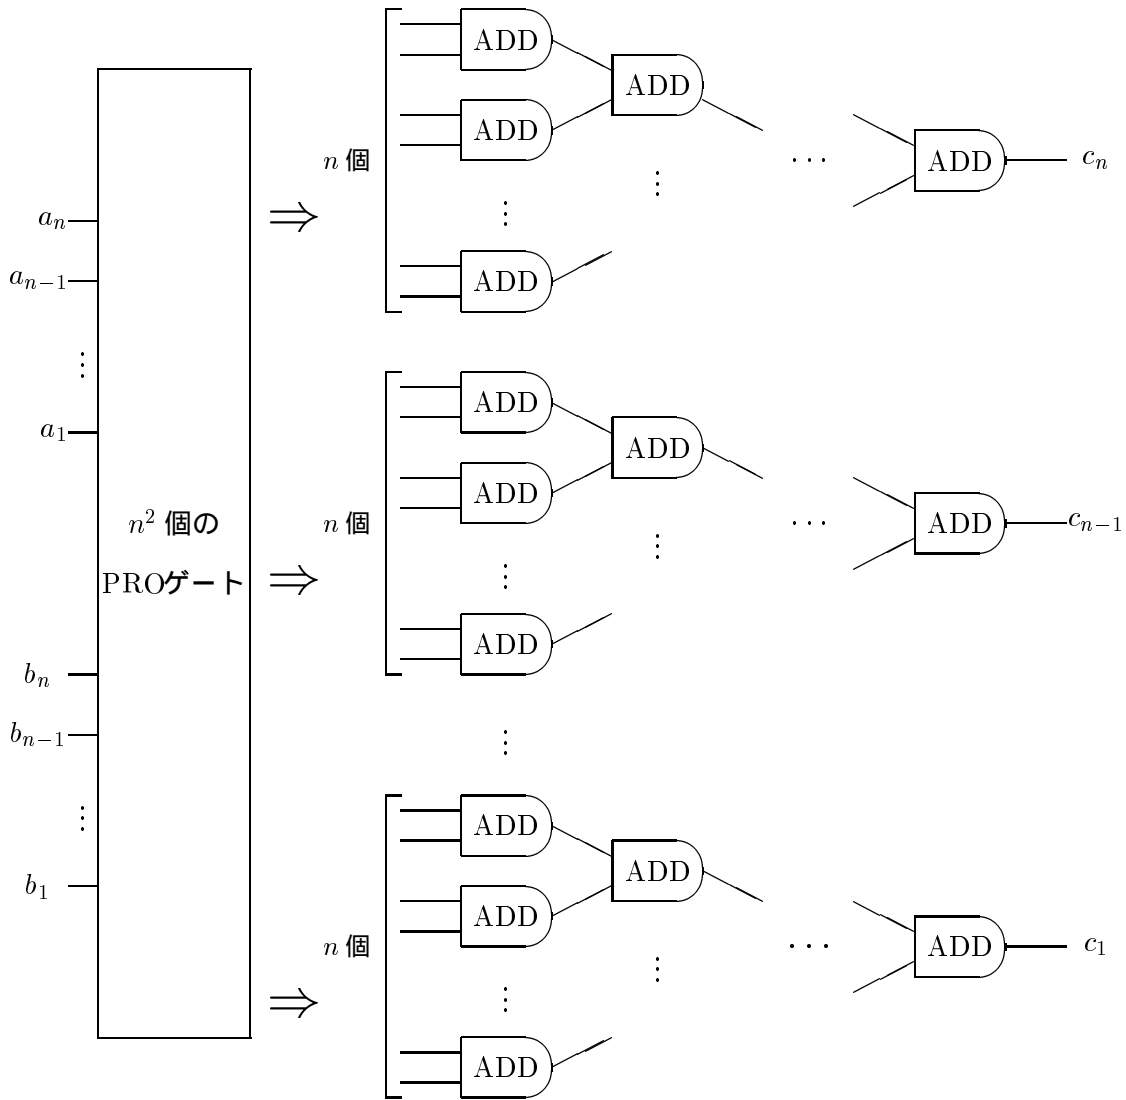 a_n
a_{n-1}
⋮
a_1
b_n
b_{n-1}
⋮
b_1
n^2 個の
PROゲート
⇒
n 個
ADD
ADD
⋮
ADD
ADD
⋮
· · ·
ADD
c_n
⇒
n 個
ADD
ADD
⋮
ADD
ADD
⋮
· · ·
ADD
c_{n-1}
⋮
⇒
n 個
ADD
ADD
⋮
ADD
ADD
⋮
· · ·
ADD
c_1